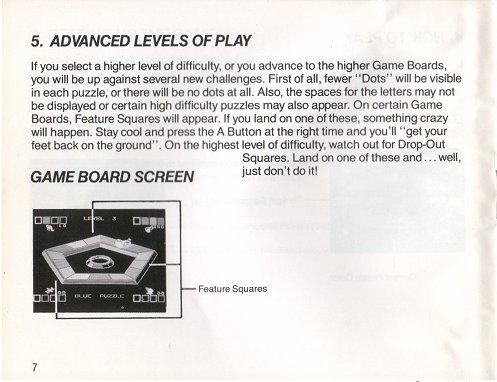 5. ADVANCED LEVELS OF PLAY
If you select a higher level of difficulty, or you advance to the higher Game Boards,
you will be up against several new challenges. First of all, fewer "Dots" will be visible
in each puzzle, or there will be no dots at all. Also, the spaces for the letters may not
be displayed or certain high difficulty puzzles may also appear. On certain Game
Boards, Feature Squares will appear. If you land on one of these, something crazy
will happen. Stay cool and press the A Button at the right time and you'll "get your
feet back on the ground". On the highest level of difficulty, watch out for Drop-Out
Squares. Land on one of these and...well,
just don't do it!
GAME BOARD SCREEN
LEVEL 3
BLUE PUZZLE
Feature Squares
7